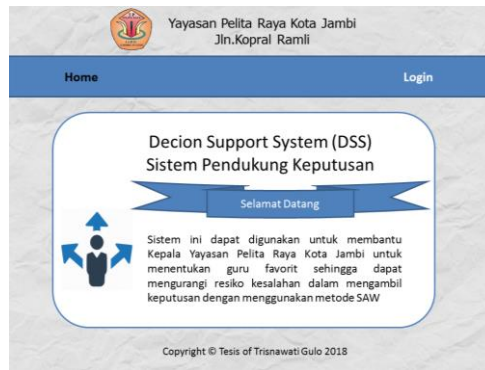 Yayasan Pelita Raya Kota Jambi
Jln.Kopral Ramli
Home
Login
Decion Support System (DSS)
Sistem Pendukung Keputusan
Selamat Datang
Sistem ini dapat digunakan untuk membantu
Kepala Yayasan Pelita Raya Kota Jambi untuk
menentukan guru favorit sehingga dapat
mengurangi resiko kesalahan dalam mengambil
keputusan dengan menggunakan metode SAW
Copyright © Tesis of Trisnawati Gulo 2018